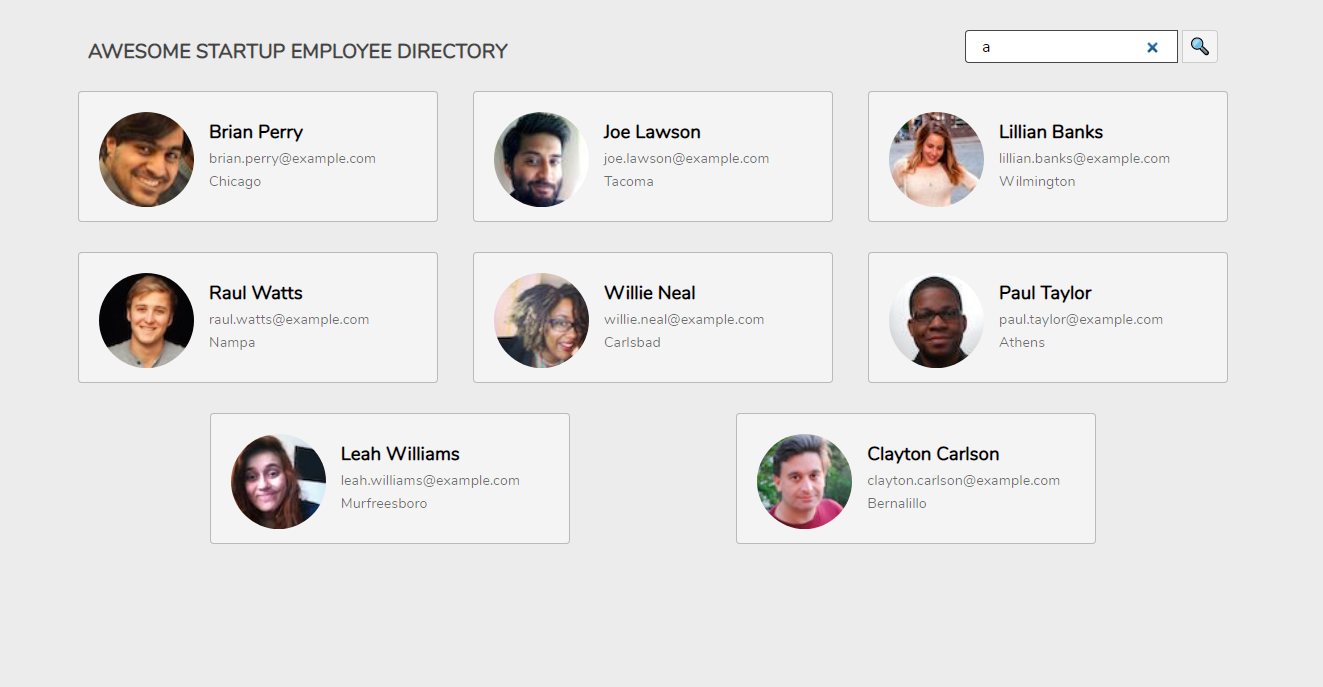 AWESOME STARTUP EMPLOYEE DIRECTORY
a
Brian Perry
brian.perry@example.com
Chicago
Joe Lawson
joe.lawson@example.com
Tacoma
Lillian Banks
lillian.banks@example.com
Wilmington
Raul Watts
raul.watts@example.com
Nampa
Willie Neal
willie.neal@example.com
Carlsbad
Paul Taylor
paul.taylor@example.com
Athens
Leah Williams
leah.williams@example.com
Murfreesboro
Clayton Carlson
clayton.carlson@example.com
Bernalillo